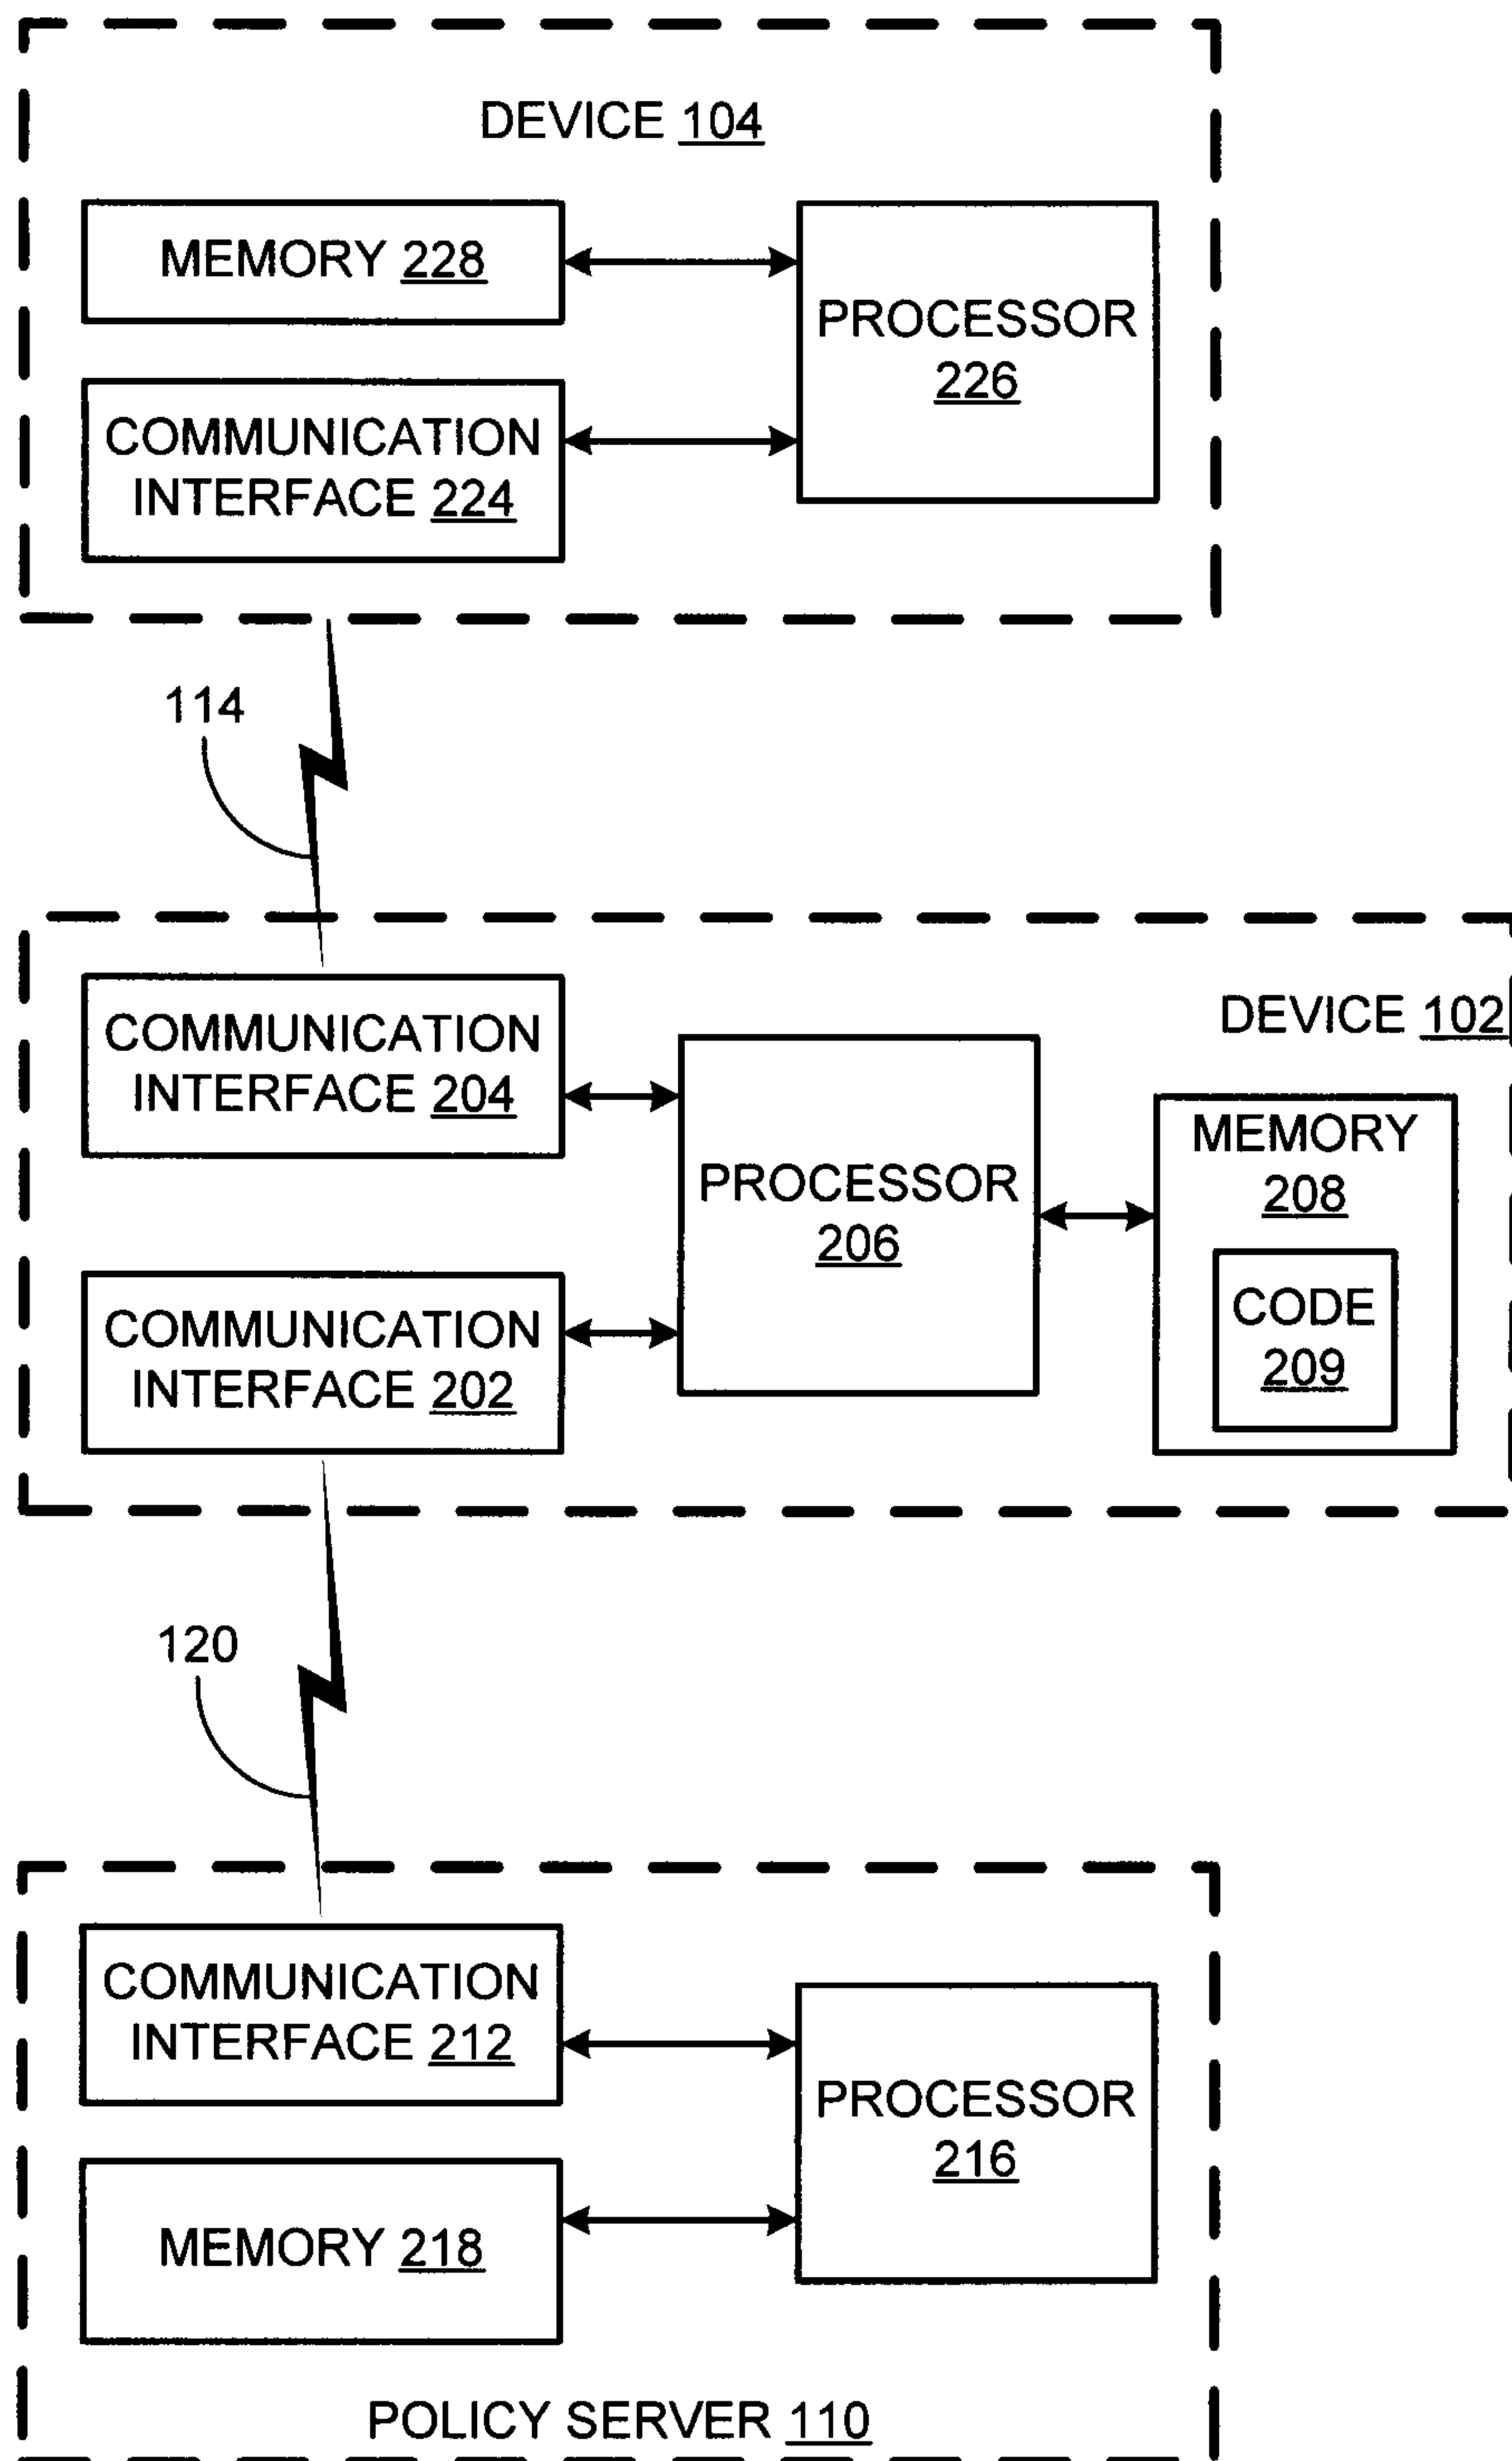 DEVICE 104
MEMORY 228
PROCESSOR
226
COMMUNICATION
INTERFACE 224
114
COMMUNICATION
INTERFACE 204
DEVICE 102
PROCESSOR
206
MEMORY
208
CODE
209
COMMUNICATION
INTERFACE 202
120
COMMUNICATION
INTERFACE 212
PROCESSOR
216
MEMORY 218
POLICY SERVER 110